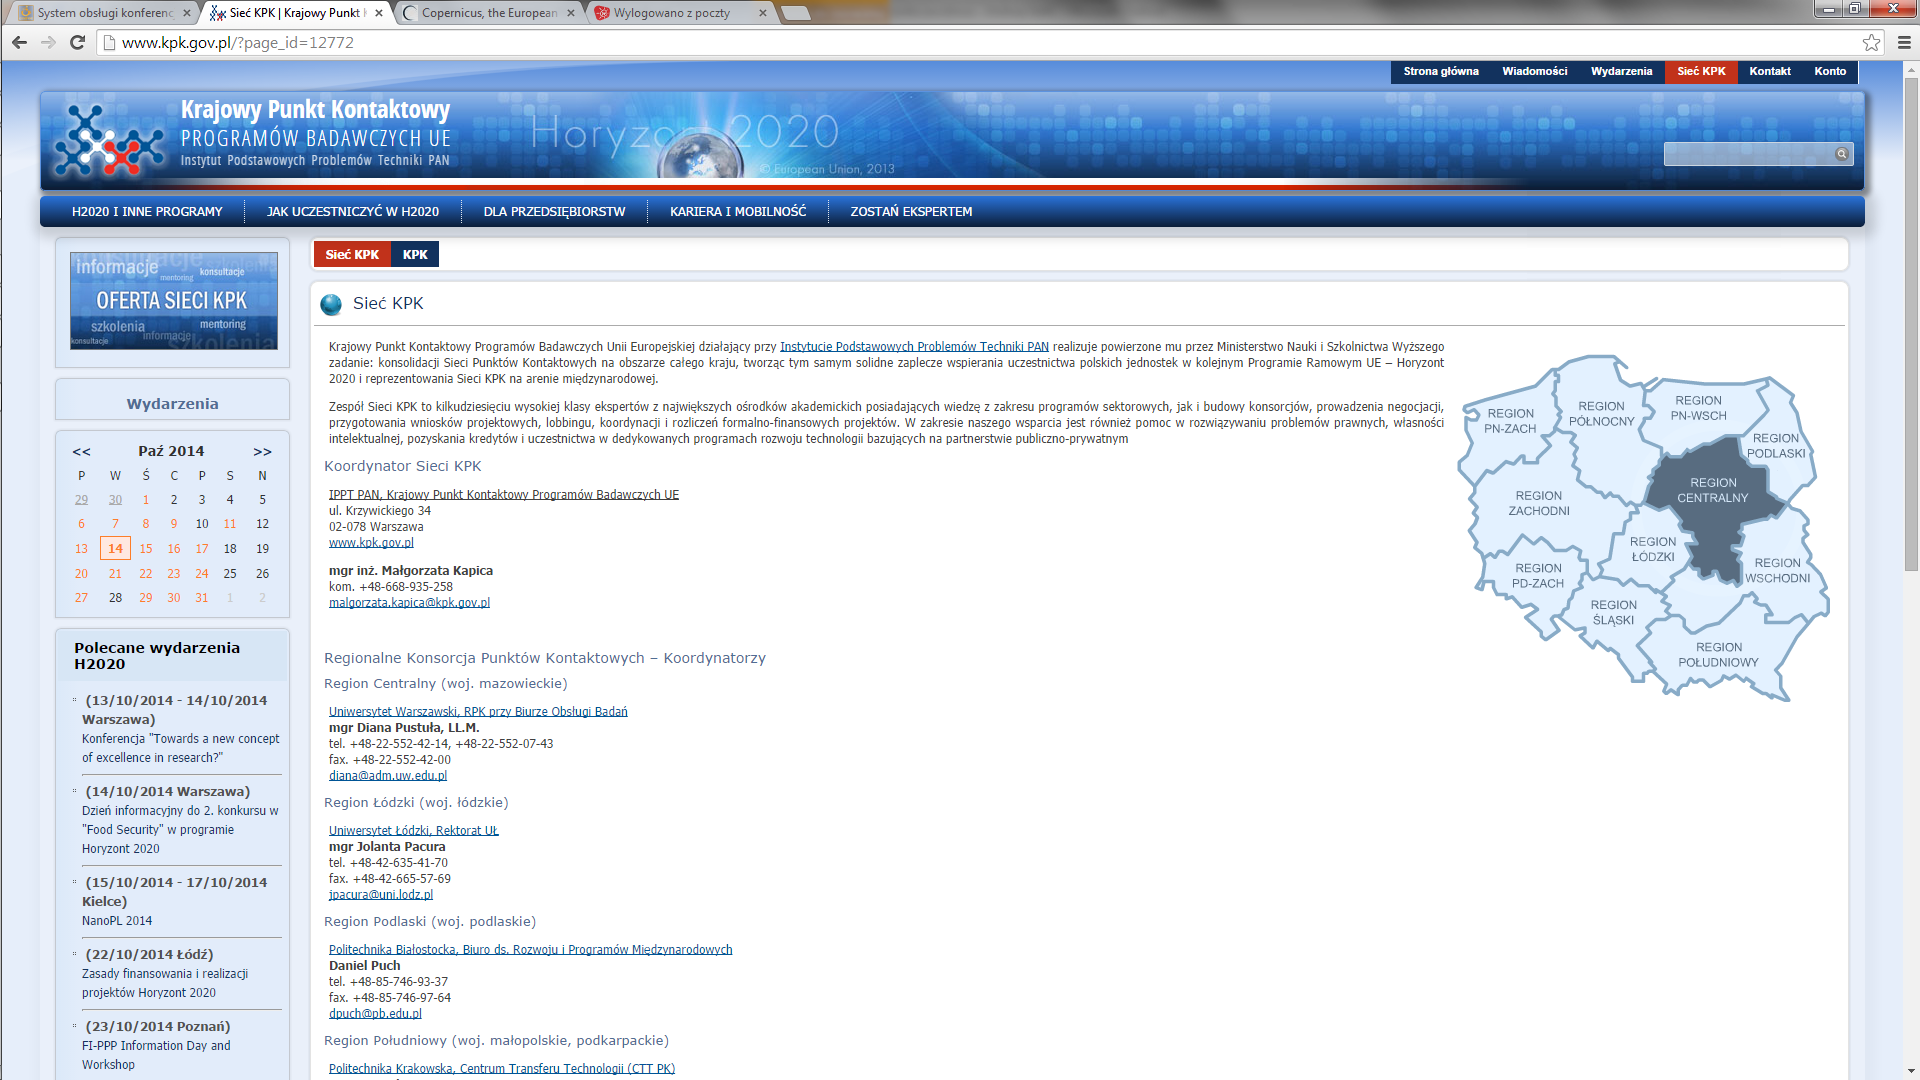 System obsługi konferenc
Sieć KPK | Krajowy Punkt K
Copernicus, the European
Wylogowano z poczty
www.kpk.gov.pl/?page_id=12772
Strona główna
Wiadomości
Wydarzenia
Sieć KPK
Kontakt
Konto
Krajowy Punkt Kontaktowy
PROGRAMÓW BADAWCZYCH UE
Instytut Podstawowych Problemów Techniki PAN
Horyzont 2020
© European Union, 2013
H2020 I INNE PROGRAMY
JAK UCZESTNICZYĆ W H2020
DLA PRZEDSIĘBIORSTW
KARIERA I MOBILNOŚĆ
ZOSTAŃ EKSPERTEM
informacje
mentoring
konsultacje
OFERTA SIECI KPK
szkolenia
mentoring
konsultacje
informacje
szkolenia
Wydarzenia
<< Paź 2014 >>
P W Ś C P S N
29 30 1 2 3 4 5
6 7 8 9 10 11 12
13 14 15 16 17 18 19
20 21 22 23 24 25 26
27 28 29 30 31 1 2
Polecane wydarzenia
H2020
(13/10/2014 - 14/10/2014
Warszawa)
Konferencja "Towards a new concept
of excellence in research?"
(14/10/2014 Warszawa)
Dzień informacyjny do 2. konkursu w
"Food Security" w programie
Horyzont 2020
(15/10/2014 - 17/10/2014
Kielce)
NanoPL 2014
(22/10/2014 Łódź)
Zasady finansowania i realizacji
projektów Horyzont 2020
(23/10/2014 Poznań)
FI-PPP Information Day and
Workshop
Sieć KPK
KPK
Sieć KPK
Krajowy Punkt Kontaktowy Programów Badawczych Unii Europejskiej działający przy Instytucie Podstawowych Problemów Techniki PAN realizuje powierzone mu przez Ministerstwo Nauki i Szkolnictwa Wyższego
zadanie: konsolidacji Sieci Punktów Kontaktowych na obszarze całego kraju, tworząc tym samym solidne zaplecze wspierania uczestnictwa polskich jednostek w kolejnym Programie Ramowym UE – Horyzont
2020 i reprezentowania Sieci KPK na arenie międzynarodowej.
Zespół Sieci KPK to kilkudziesięciu wysokiej klasy ekspertów z największych ośrodków akademickich posiadających wiedzę z zakresu programów sektorowych, jak i budowy konsorcjów, prowadzenia negocjacji,
przygotowania wniosków projektowych, lobbingu, koordynacji i rozliczeń formalno-finansowych projektów. W zakresie naszego wsparcia jest również pomoc w rozwiązywaniu problemów prawnych, własności
intelektualnej, pozyskania kredytów i uczestnictwa w dedykowanych programach rozwoju technologii bazujących na partnerstwie publiczno-prywatnym
Koordynator Sieci KPK
IPPT PAN, Krajowy Punkt Kontaktowy Programów Badawczych UE
ul. Krzywickiego 34
02-078 Warszawa
www.kpk.gov.pl
mgr inż. Małgorzata Kapica
kom. +48-668-935-258
malgorzata.kapica@kpk.gov.pl
Regionalne Konsorcja Punktów Kontaktowych – Koordynatorzy
Region Centralny (woj. mazowieckie)
Uniwersytet Warszawski, RPK przy Biurze Obsługi Badań
mgr Diana Pustuła, LL.M.
tel. +48-22-552-42-14, +48-22-552-07-43
fax. +48-22-552-42-00
diana@adm.uw.edu.pl
Region Łódzki (woj. łódzkie)
Uniwersytet Łódzki, Rektorat UŁ
mgr Jolanta Pacura
tel. +48-42-635-41-70
fax. +48-42-665-57-69
jpacura@uni.lodz.pl
Region Podlaski (woj. podlaskie)
Politechnika Białostocka, Biuro ds. Rozwoju i Programów Międzynarodowych
Daniel Puch
tel. +48-85-746-93-37
fax. +48-85-746-97-64
dpuch@pb.edu.pl
Region Południowy (woj. małopolskie, podkarpackie)
Politechnika Krakowska, Centrum Transferu Technologii (CTT PK)
REGION
PN-ZACH
REGION
PÓŁNOCNY
REGION
PN-WSCH
REGION
PODLASKI
REGION
CENTRALNY
REGION
ZACHODNI
REGION
ŁÓDZKI
REGION
WSCHODNI
REGION
PD-ZACH
REGION
ŚLĄSKI
REGION
POŁUDNIOWY